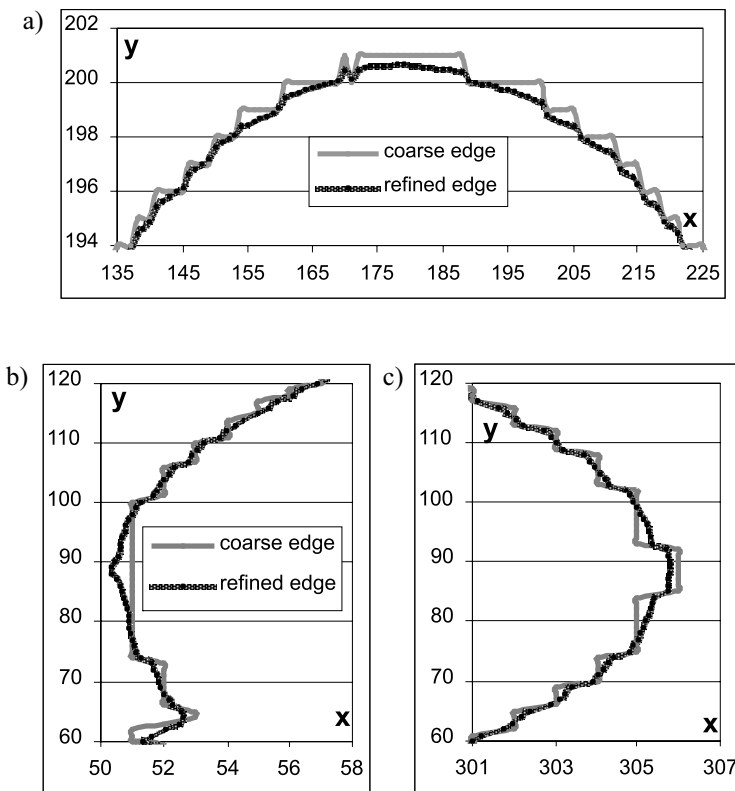 a)
y
202
200
198
196
194
coarse edge
refined edge
x
135 145 155 165 175 185 195 205 215 225
b)
120
y
110
100
90
80
70
60
coarse edge
refined edge
x
50 52 54 56 58
c)
120
y
110
100
90
80
70
60
x
301 303 305 307